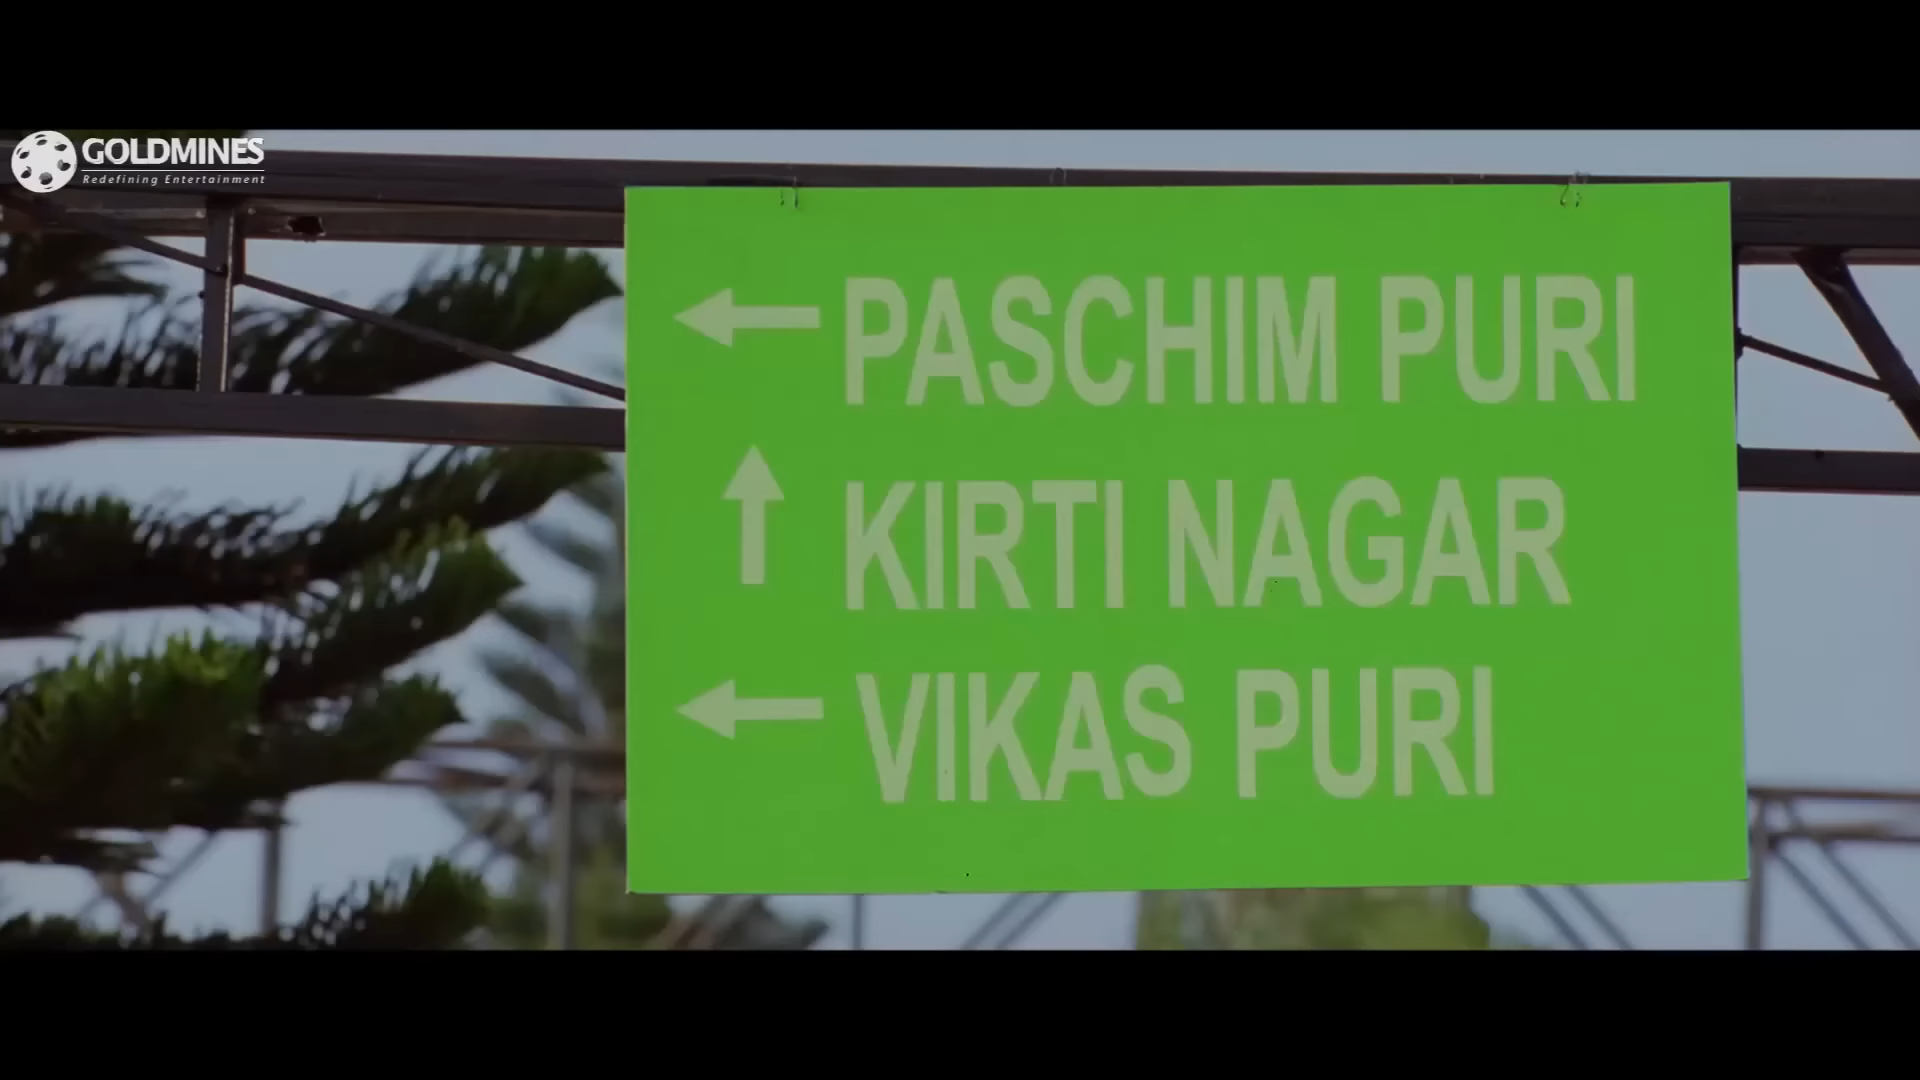 GOLDMINES
Redefining Entertainment
PASCHIM PURI
KIRTI NAGAR
VIKAS PURI